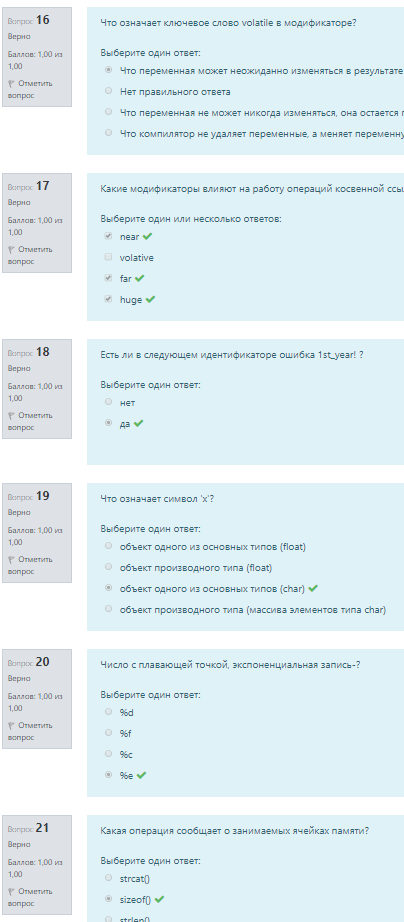 Вопрос 16
Верно
Баллов: 1,00 из
1,00
Отметить
вопрос
Что означает ключевое слово volatile в модификаторе?
Выберите один ответ:
Что переменная может неожиданно изменяться в результате
Нет правильного ответа
Что переменная не может никогда изменяться, она остается
Что компилятор не удаляет переменные, а меняет
Вопрос 17
Верно
Баллов: 1,00 из
1,00
Отметить
вопрос
Какие модификаторы влияют на работу операций косвенной
Выберите один или несколько ответов:
near
volative
far
huge
Вопрос 18
Верно
Баллов: 1,00 из
1,00
Отметить
вопрос
Есть ли в следующем идентификаторе ошибка 1st_year! ?
Выберите один ответ:
нет
да
Вопрос 19
Верно
Баллов: 1,00 из
1,00
Отметить
вопрос
Что означает символ 'x'?
Выберите один ответ:
объект одного из основных типов (float)
объект производного типа (float)
объект одного из основных типов (char)
объект производного типа (массива элементов типа char)
Вопрос 20
Верно
Баллов: 1,00 из
1,00
Отметить
вопрос
Число с плавающей точкой, экспоненциальная запись-?
Выберите один ответ:
%d
%f
%c
%e
Вопрос 21
Верно
Баллов: 1,00 из
1,00
Отметить
вопрос
Какая операция сообщает о занимаемых ячейках памяти?
Выберите один ответ:
strcat()
sizeof()
strlen()